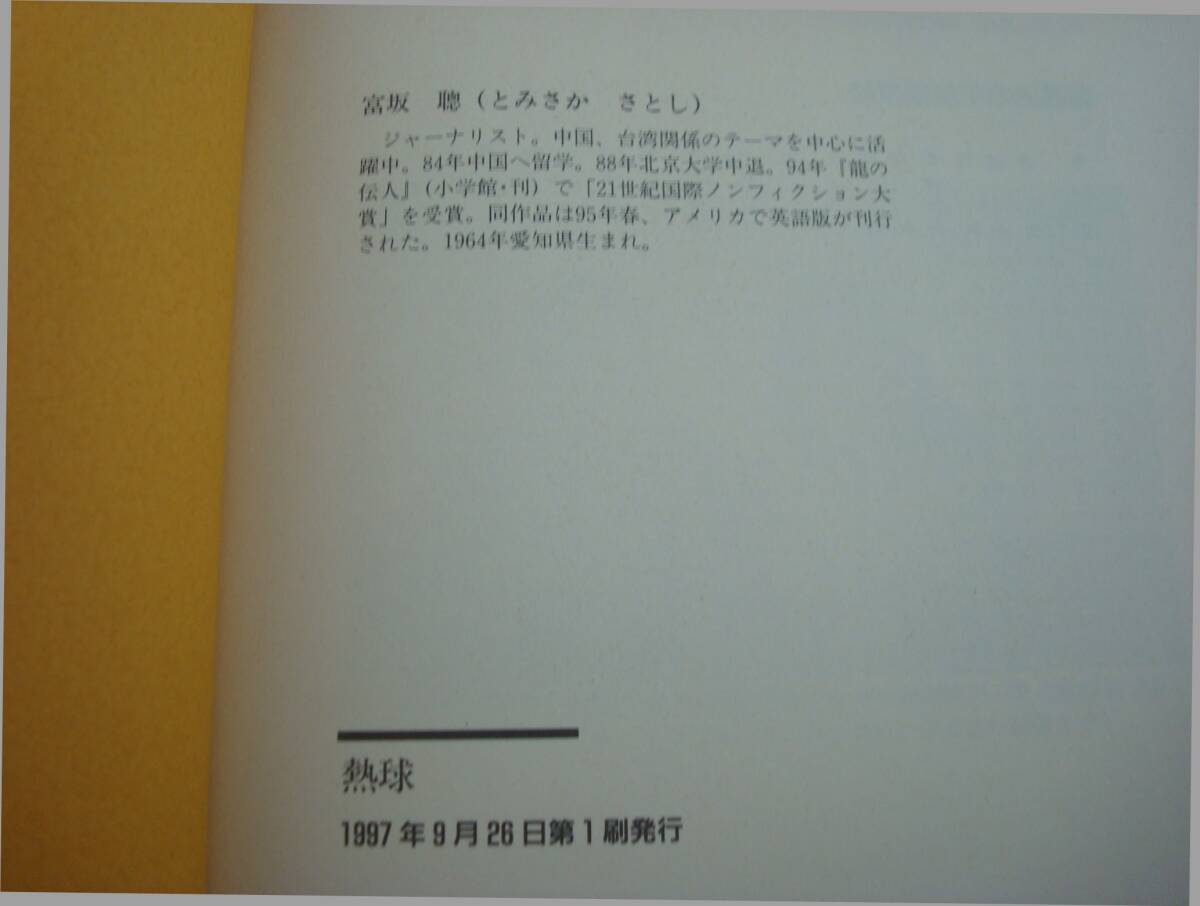 富坂　聰（とみさか　さとし）
ジャーナリスト。中国、台湾関係のテーマを中心に活
躍中。84年中国へ留学。88年北京大学中退。94年『龍の
伝人』（小学館・刊）で「21世紀国際ノンフィクション大
賞」を受賞。同作品は95年春、アメリカで英語版が刊行
された。1964年愛知県生まれ。
熱球
1997年9月26日第1刷発行